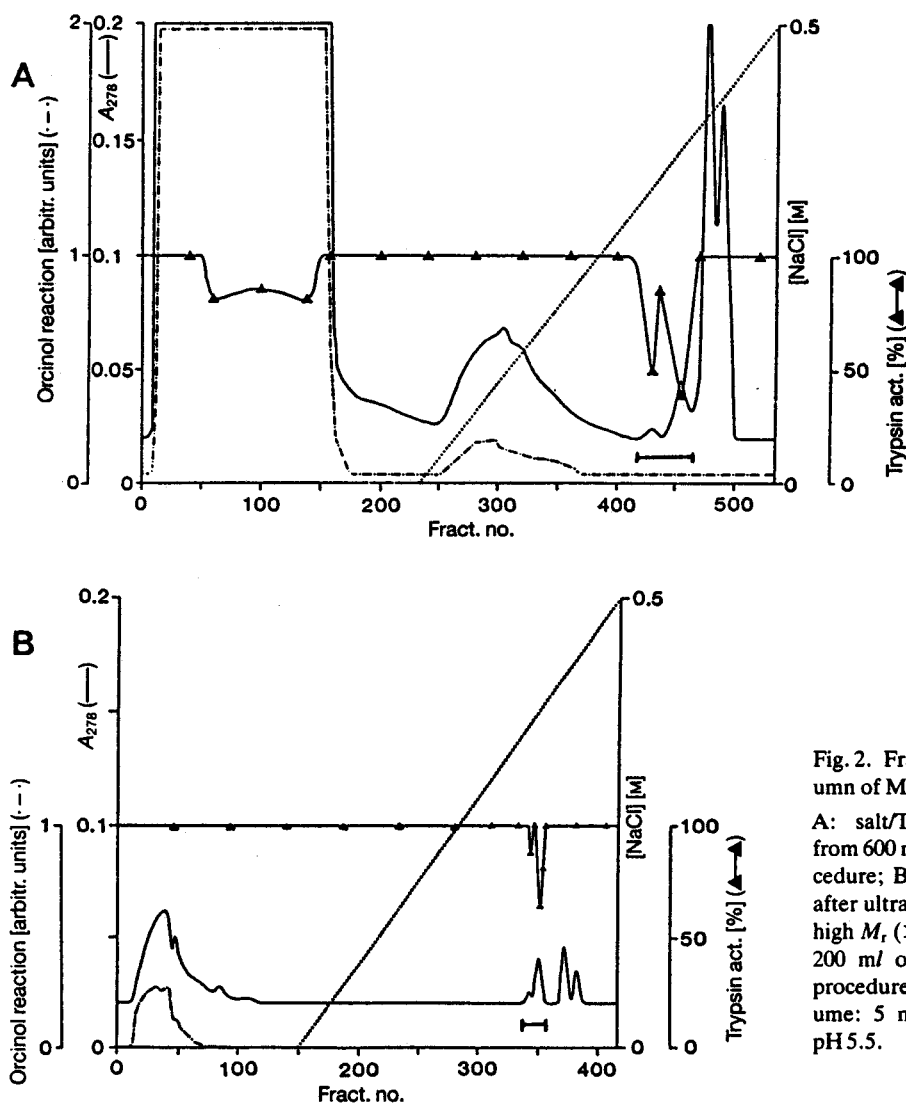 A
Orcinol reaction [arbitr. units] (·–·)
2
1
0
A278 (——)
0.2
0.15
0.1
0.05
0
0 100 200 300 400 500
Fract. no.
0.5
[NaCl] [M]
0
100
50
0
Trypsin act. [%] (▲—▲)
B
Orcinol reaction [arbitr. units] (·–·)
1
0
A278 (——)
0.2
0.1
0
0 100 200 300 400
Fract. no.
0.5
[NaCl] [M]
0
100
50
0
Trypsin act. [%] (▲—▲)
Fig. 2. Fra
umn of M
A: salt/T
from 600 m
cedure; B
after ultra
high Mr (
200 ml o
procedure
ume: 5 m
pH 5.5.